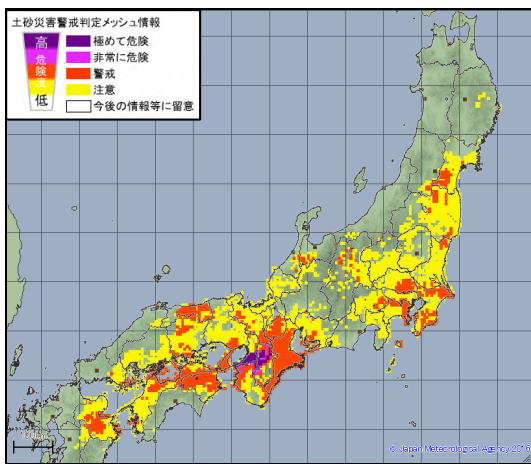 土砂災害警戒判定メッシュ情報
高
危険度
低
極めて危険
非常に危険
警戒
注意
今後の情報等に留意
© Japan Meteorological Agency 2016